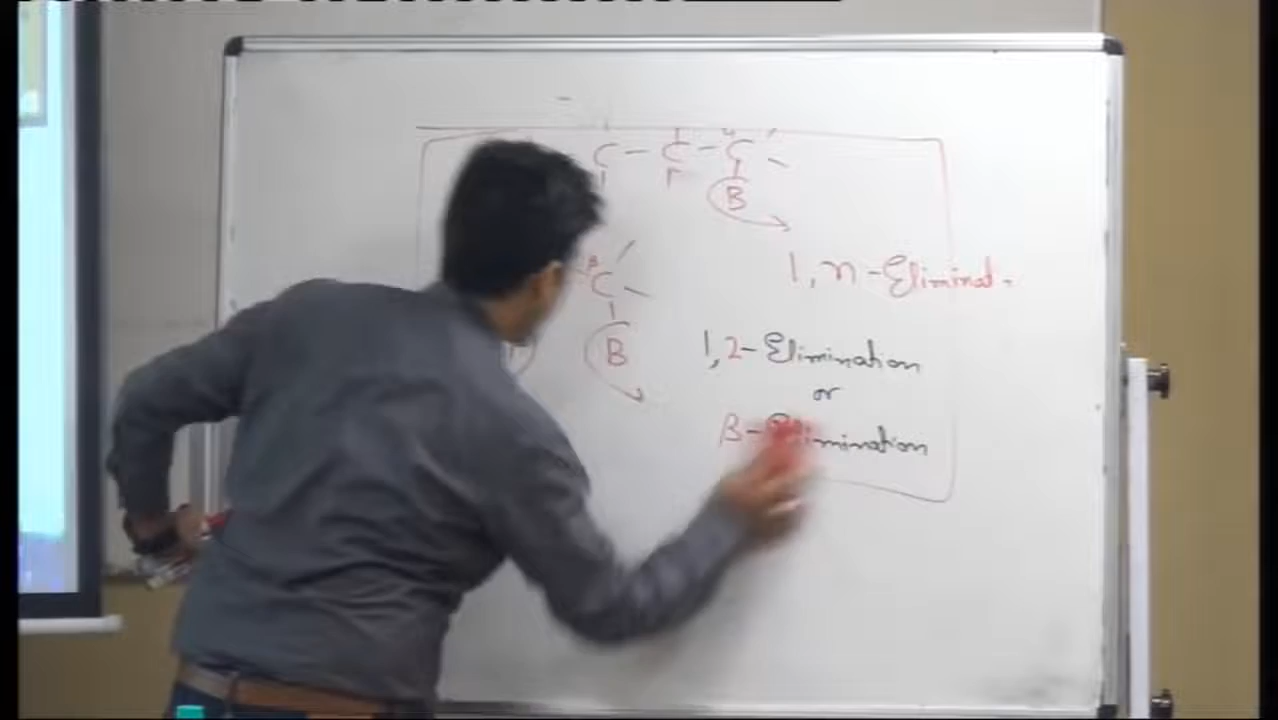 C – C – C
B
β
C
B
1, n - Eliminat
1, 2 - Elimination
or
β - Elimination